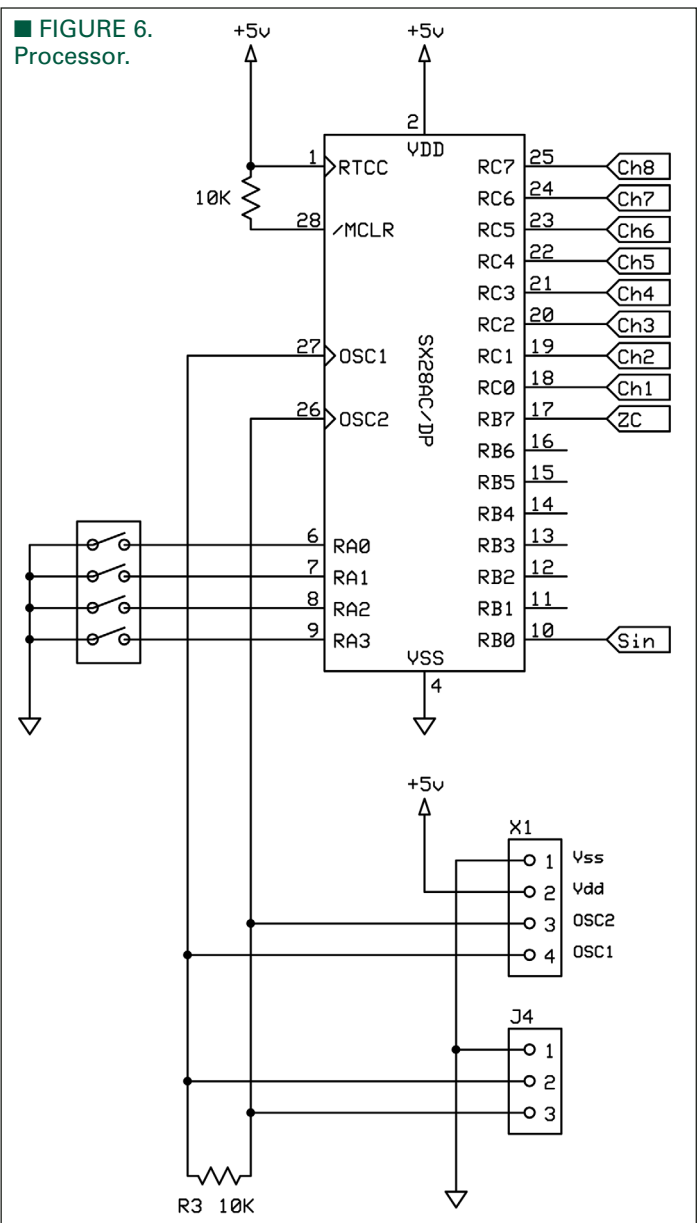 ■ FIGURE 6.
Processor.
+5v
+5v
2
VDD
1
RTCC
10K
28
/MCLR
27
OSC1
26
OSC2
SX28AC/DP
6
RA0
7
RA1
8
RA2
9
RA3
VSS
4
RC7
25
Ch8
RC6
24
Ch7
RC5
23
Ch6
RC4
22
Ch5
RC3
21
Ch4
RC2
20
Ch3
RC1
19
Ch2
RC0
18
Ch1
RB7
17
ZC
RB6
16
RB5
15
RB4
14
RB3
13
RB2
12
RB1
11
RB0
10
Sin
+5v
X1
1 Vss
2 Vdd
3 OSC2
4 OSC1
J4
1
2
3
R3 10K